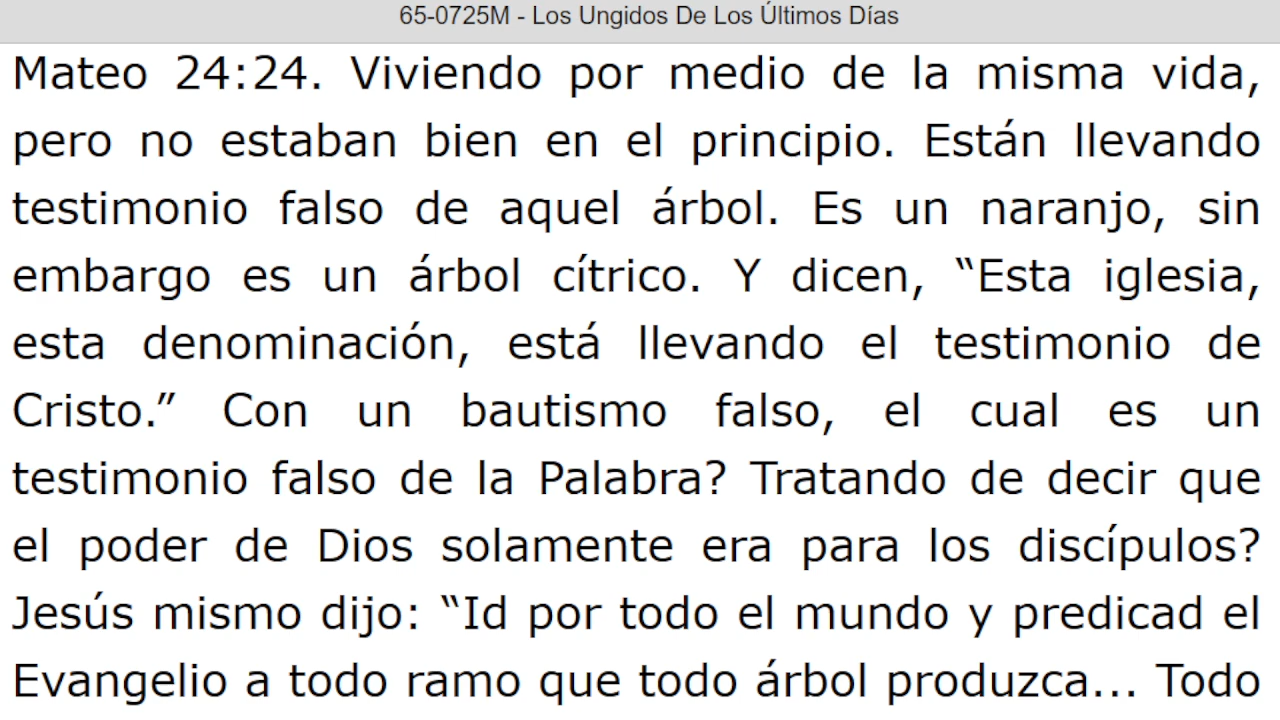 65-0725M - Los Ungidos De Los Últimos Días
Mateo 24:24. Viviendo por medio de la misma vida,
pero no estaban bien en el principio. Están llevando
testimonio falso de aquel árbol. Es un naranjo, sin
embargo es un árbol cítrico. Y dicen, “Esta iglesia,
esta denominación, está llevando el testimonio de
Cristo.” Con un bautismo falso, el cual es un
testimonio falso de la Palabra? Tratando de decir que
el poder de Dios solamente era para los discípulos?
Jesús mismo dijo: “Id por todo el mundo y predicad el
Evangelio a todo ramo que todo árbol produzca... Todo